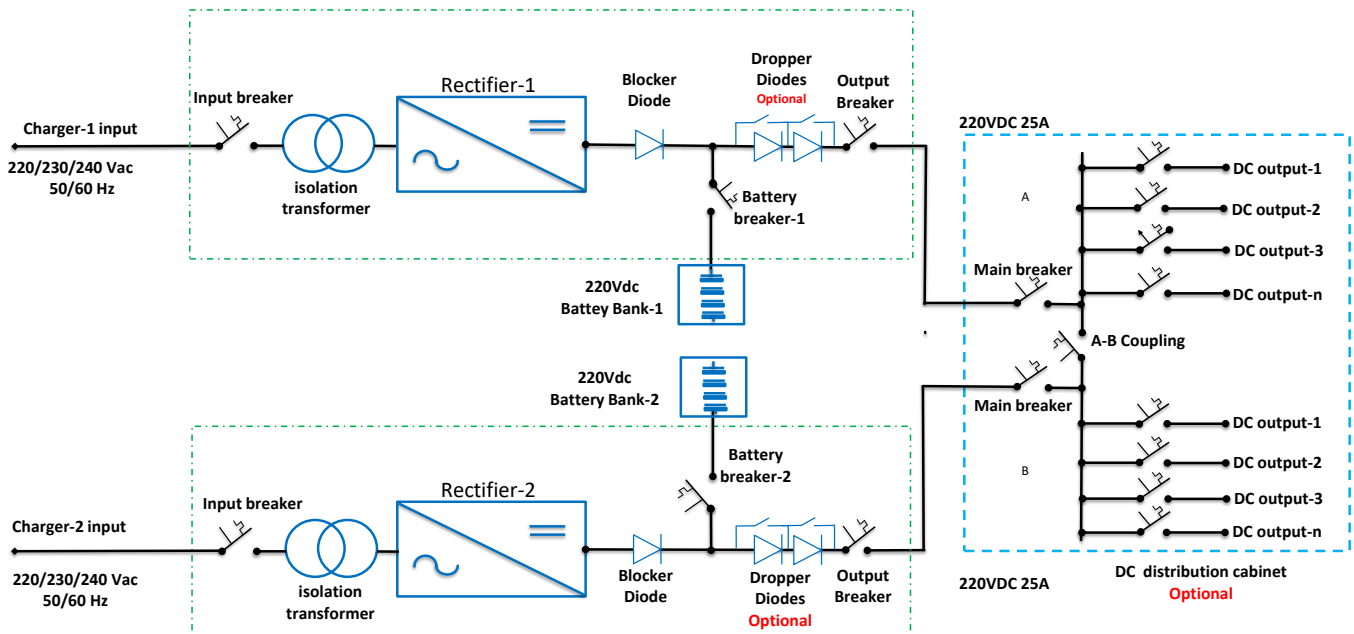 Rectifier-1
Blocker
Diode
Dropper
Diodes
Optional
Output
Breaker
Input breaker
Charger-1 input
220/230/240 Vac
50/60 Hz
isolation
transformer
Battery
breaker-1
220Vdc
Battey Bank-1
220VDC 25A
A
DC output-1
DC output-2
DC output-3
DC output-n
Main breaker
A-B Coupling
220Vdc
Battery Bank-2
Main breaker
B
DC output-1
DC output-2
DC output-3
DC output-n
Battery
breaker-2
Rectifier-2
Input breaker
Charger-2 input
220/230/240 Vac
50/60 Hz
isolation
transformer
Blocker
Diode
Dropper
Diodes
Optional
Output
Breaker
220VDC 25A
DC distribution cabinet
Optional